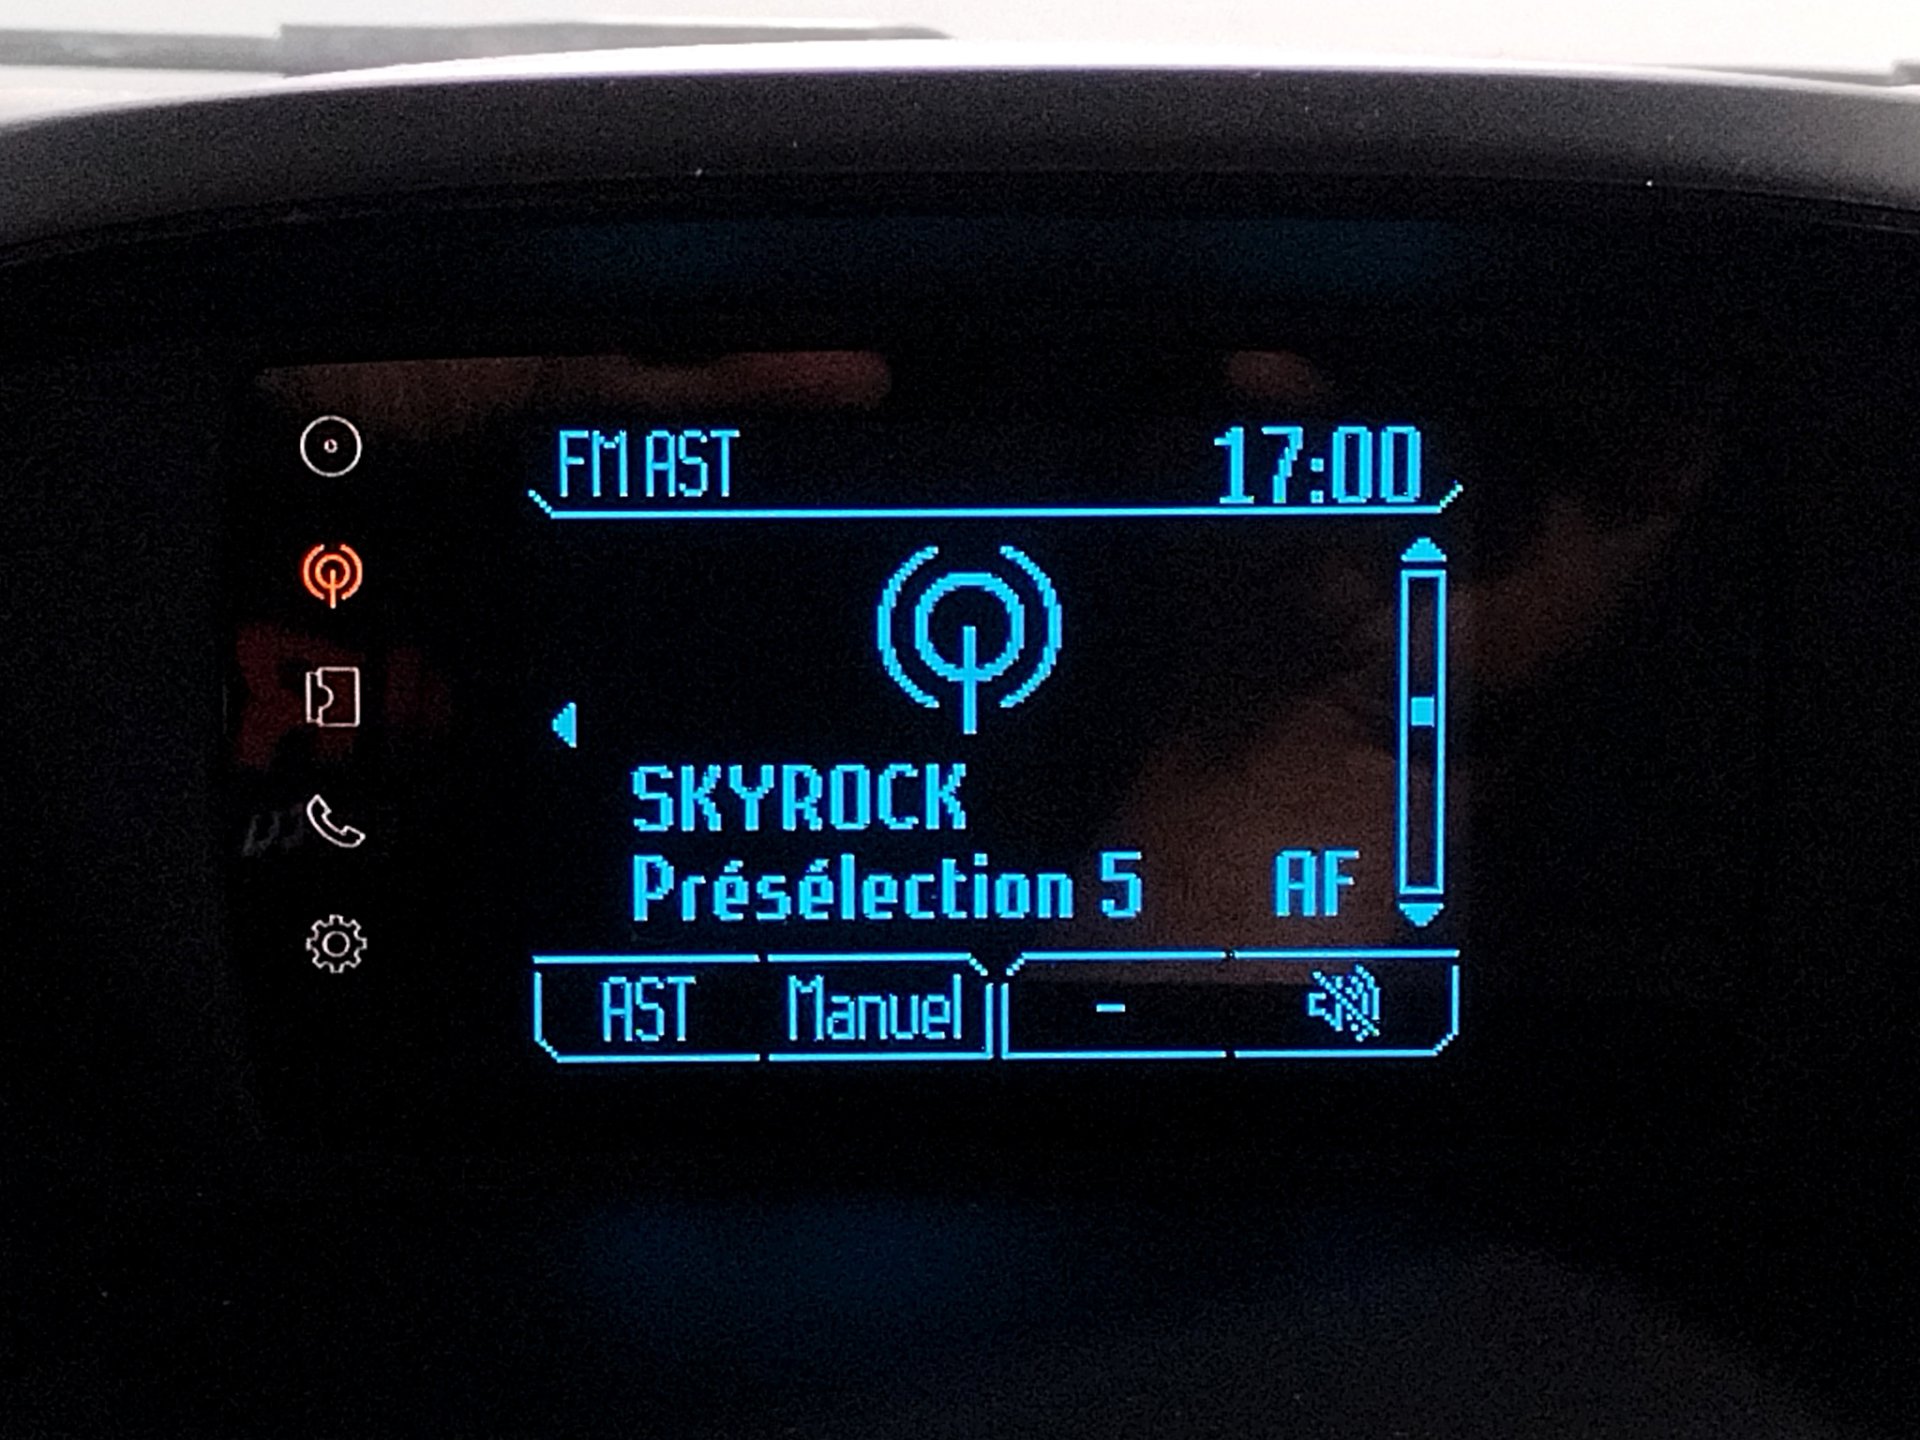 FM AST 17:00
SKYROCK
Présélection 5 AF
AST Manuel -